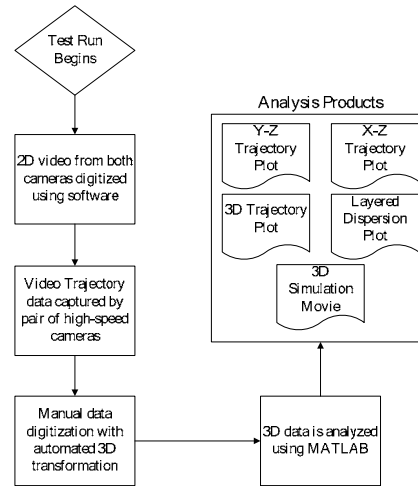 Test Run
Begins
2D video from both
cameras digitized
using software
Video Trajectory
data captured by
pair of high-speed
cameras
Manual data
digitization with
automated 3D
transformation
3D data is analyzed
using MATLAB
Analysis Products
Y-Z
Trajectory
Plot
X-Z
Trajectory
Plot
3D Trajectory
Plot
Layered
Dispersion
Plot
3D
Simulation
Movie